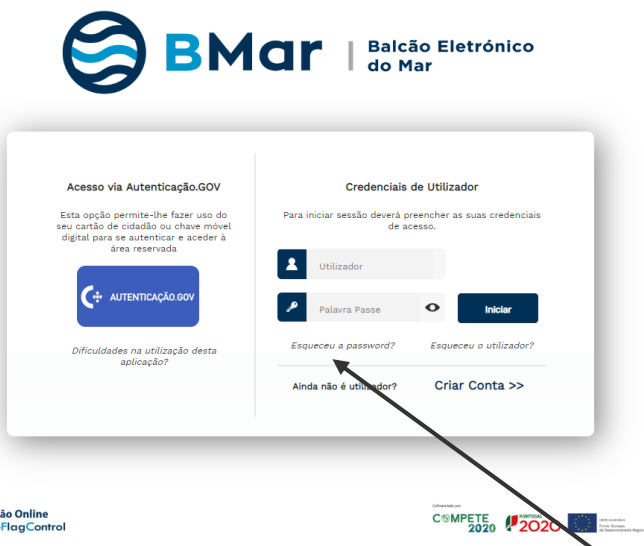 BMar | Balcão Eletrónico
do Mar
Acesso via Autenticação.GOV
Esta opção permite-lhe fazer uso do
seu cartão de cidadão ou chave móvel
digital para se autenticar e aceder à
área reservada
AUTENTICAÇÃO.GOV
Dificuldades na utilização desta
aplicação?
Credenciais de Utilizador
Para iniciar sessão deverá preencher as suas credenciais
de acesso.
Utilizador
Palavra Passe
Iniciar
Esqueceu a password?
Esqueceu o utilizador?
Ainda não é utilizador?
Criar Conta >>
ão Online
FlagControl
Cofinanciado por:
COMPETE
2020
PORTUGAL
2020